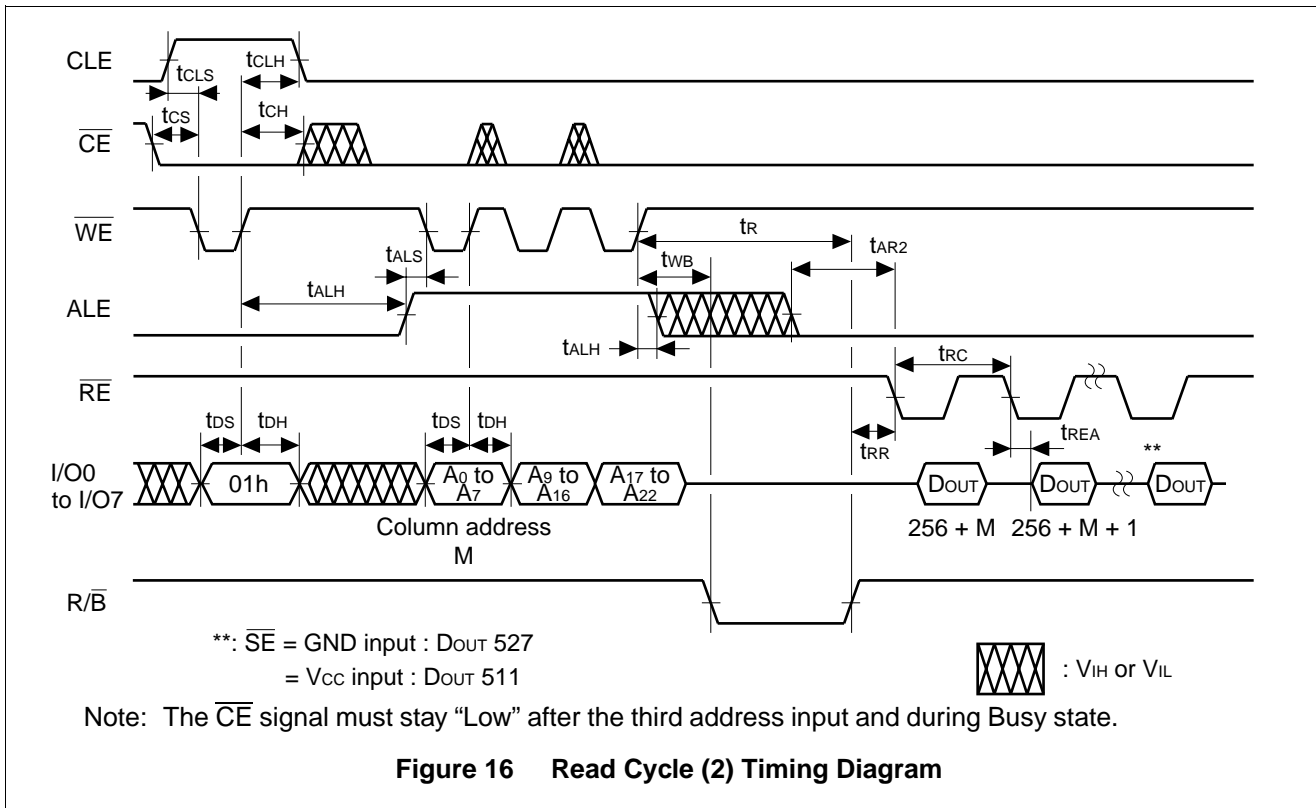 CLE
tCLS
tCLH
tCS
tCH
CE
WE
tR
tALS
tWB
tAR2
tALH
ALE
tALH
tRC
RE
tDS
tDH
tDS
tDH
tRR
tREA
**
I/O0
to I/O7
01h
A0 to
A7
A9 to
A16
A17 to
A22
DOUT
DOUT
DOUT
Column address
M
256 + M
256 + M + 1
R/B
**: SE = GND input : DOUT 527
= VCC input : DOUT 511
: VIH or VIL
Note: The CE signal must stay “Low” after the third address input and during Busy state.
Figure 16 Read Cycle (2) Timing Diagram